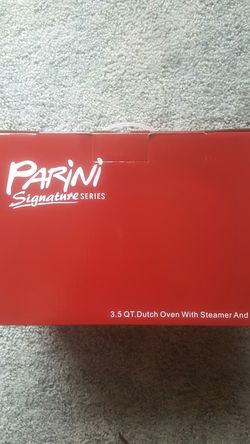 PARiNi
Signature SERIES
3.5 QT.Dutch Oven With Steamer And